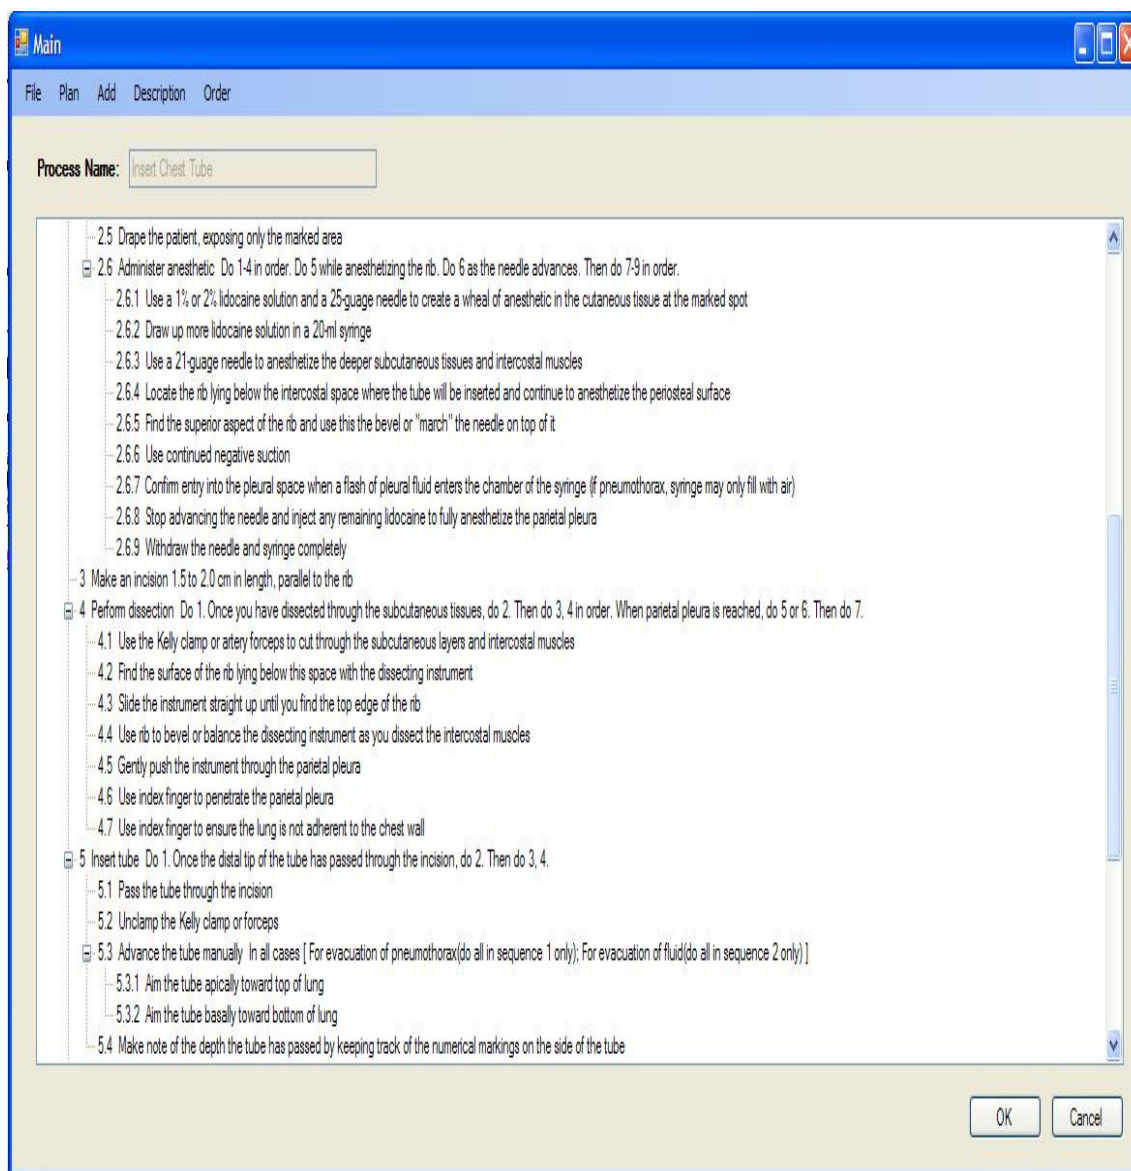 Main
File Plan Add Description Order
Process Name: Insert Chest Tube
2.5 Drape the patient, exposing only the marked area
2.6 Administer anesthetic Do 1-4 in order. Do 5 while anesthetizing the rib. Do 6 as the needle advances. Then do 7-9 in order.
2.6.1 Use a 1% or 2% lidocaine solution and a 25-guage needle to create a wheal of anesthetic in the cutaneous tissue at the marked spot
2.6.2 Draw up more lidocaine solution in a 20-ml syringe
2.6.3 Use a 21-guage needle to anesthetize the deeper subcutaneous tissues and intercostal muscles
2.6.4 Locate the rib lying below the intercostal space where the tube will be inserted and continue to anesthetize the periosteal surface
2.6.5 Find the superior aspect of the rib and use this the bevel or "march" the needle on top of it
2.6.6 Use continued negative suction
2.6.7 Confirm entry into the pleural space when a flash of pleural fluid enters the chamber of the syringe (if pneumothorax, syringe may only fill with air)
2.6.8 Stop advancing the needle and inject any remaining lidocaine to fully anesthetize the parietal pleura
2.6.9 Withdraw the needle and syringe completely
3 Make an incision 1.5 to 2.0 cm in length, parallel to the rib
4 Perform dissection Do 1. Once you have dissected through the subcutaneous tissues, do 2. Then do 3, 4 in order. When parietal pleura is reached, do 5 or 6. Then do 7.
4.1 Use the Kelly clamp or artery forceps to cut through the subcutaneous layers and intercostal muscles
4.2 Find the surface of the rib lying below this space with the dissecting instrument
4.3 Slide the instrument straight up until you find the top edge of the rib
4.4 Use rib to bevel or balance the dissecting instrument as you dissect the intercostal muscles
4.5 Gently push the instrument through the parietal pleura
4.6 Use index finger to penetrate the parietal pleura
4.7 Use index finger to ensure the lung is not adherent to the chest wall
5 Insert tube Do 1. Once the distal tip of the tube has passed through the incision, do 2. Then do 3, 4.
5.1 Pass the tube through the incision
5.2 Unclamp the Kelly clamp or forceps
5.3 Advance the tube manually In all cases [ For evacuation of pneumothorax(do all in sequence 1 only); For evacuation of fluid(do all in sequence 2 only) ]
5.3.1 Aim the tube apically toward top of lung
5.3.2 Aim the tube basally toward bottom of lung
5.4 Make note of the depth the tube has passed by keeping track of the numerical markings on the side of the tube
OK Cancel